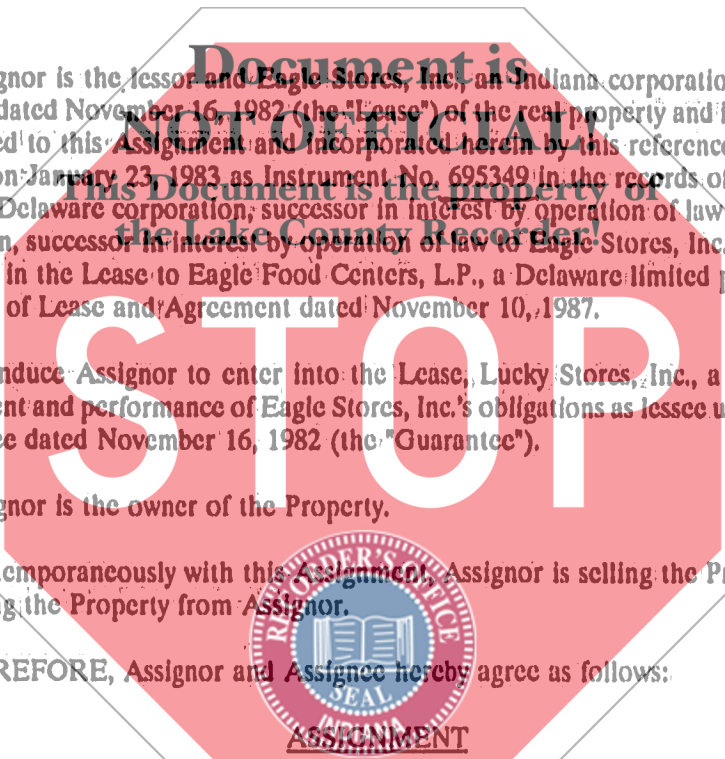 Document is
gnor is the lessor and Eagle Stores, Inc., an Indiana corporatio
dated November 16, 1982 (the "Lease") of the real property and
NOT OFFICIAL!
ed to this Assignment and incorporated herein by this reference
on January 23, 1983 as Instrument No. 695349 in the records of
This Document is the property of
Delaware corporation, successor in interest by operation of law
the Lake County Recorder!
n, successor in interest by operation of law to Eagle Stores, Inc.
in the Lease to Eagle Food Centers, L.P., a Delaware limited
of Lease and Agreement dated November 10, 1987.
STOP
nduce Assignor to enter into the Lease, Lucky Stores, Inc., a
nt and performance of Eagle Stores, Inc.'s obligations as lessee u
ee dated November 16, 1982 (the "Guarantee").
gnor is the owner of the Property.
emporaneously with this Assignment, Assignor is selling the Pr
g the Property from Assignor.
RECORDER'S OFFICE
SEAL
INDIANA
REFORE, Assignor and Assignee hereby agree as follows:
ASSIGNMENT